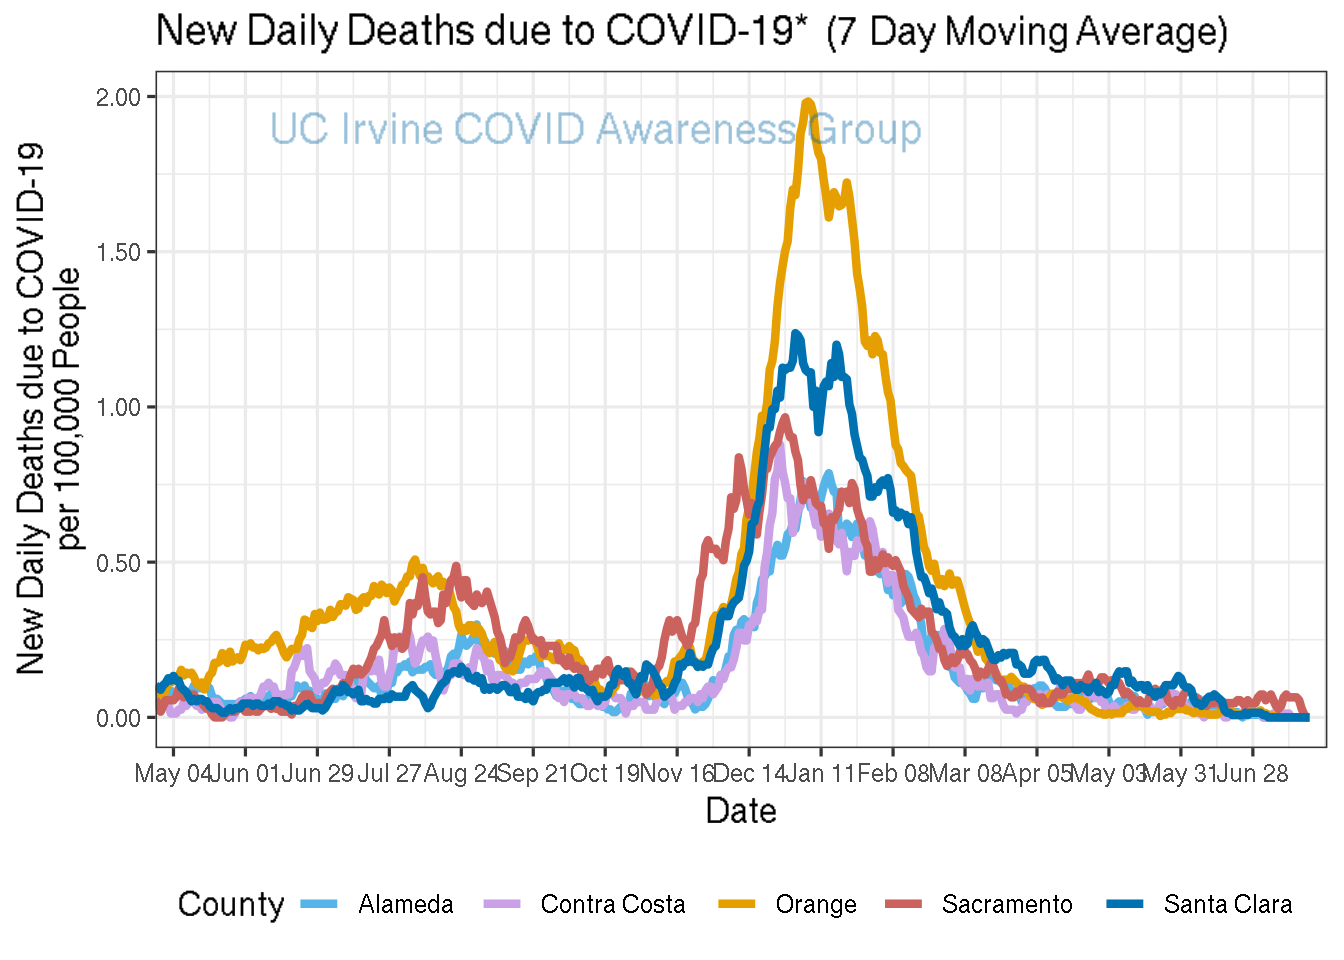 New Daily Deaths due to COVID-19* (7 Day Moving Average)
UC Irvine COVID Awareness Group
New Daily Deaths due to COVID-19
per 100,000 People
2.00
1.50
1.00
0.50
0.00
May 04 Jun 01 Jun 29 Jul 27 Aug 24 Sep 21 Oct 19 Nov 16 Dec 14 Jan 11 Feb 08 Mar 08 Apr 05 May 03 May 31 Jun 28
Date
County Alameda Contra Costa Orange Sacramento Santa Clara